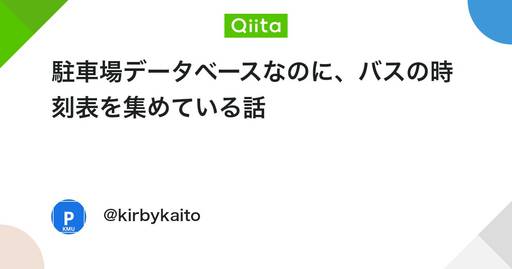 Qiita
駐車場データベースなのに、バスの時
刻表を集めている話
P
KMU
@kirbykaito